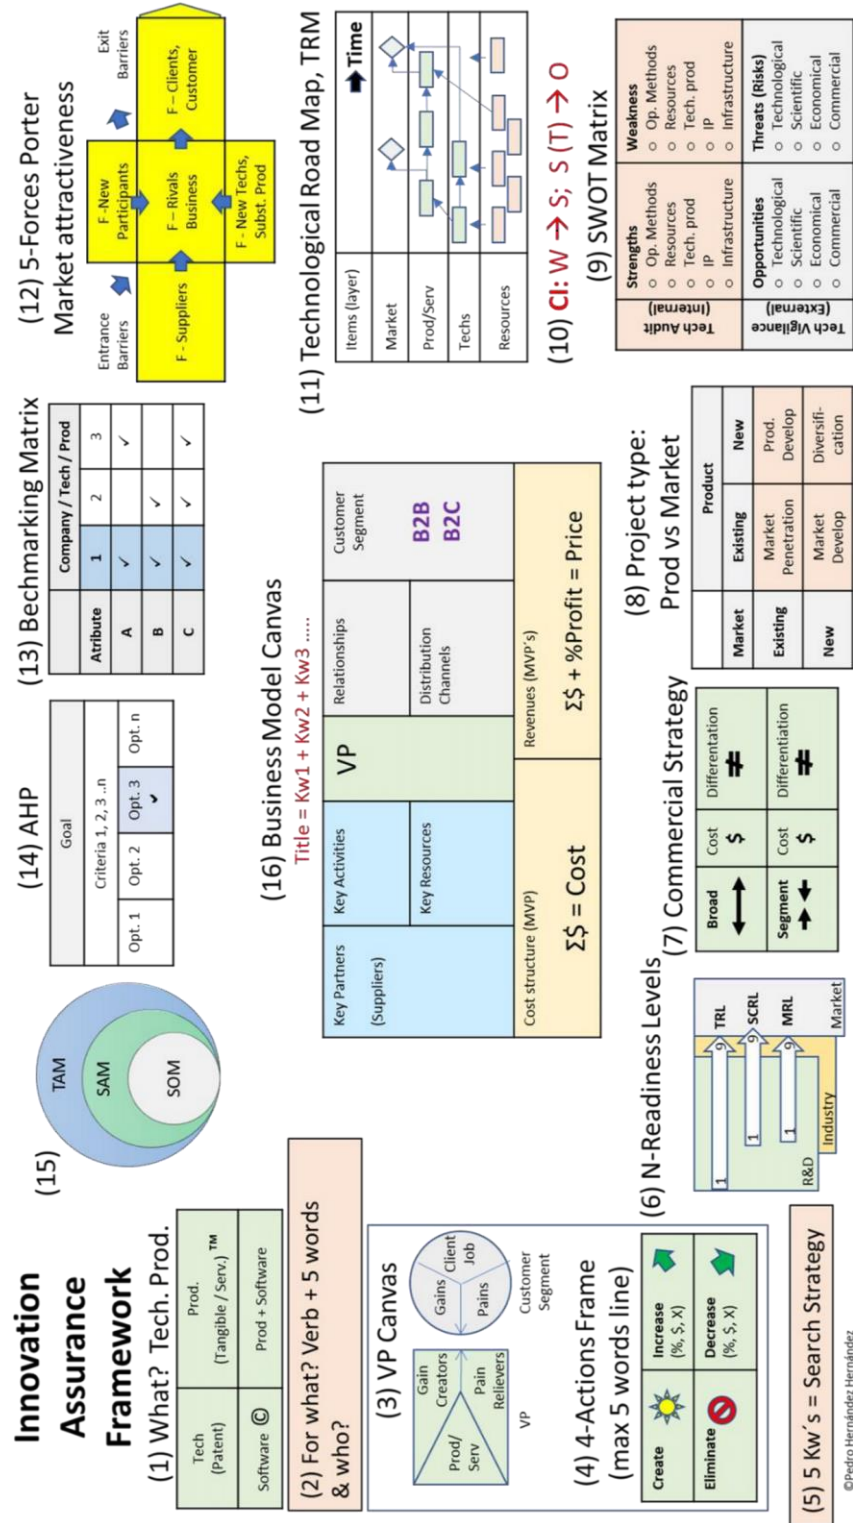 Innovation
Assurance
Framework
(1) What? Tech. Prod.
Tech
(Patent)
Prod.
(Tangible / Serv.) ™
Software ©
Prod + Software
(2) For what? Verb + 5 words
& who?
(3) VP Canvas
Prod/
Serv
Gain
Creators
Pain
Relievers
VP
Gains
Pains
Client
Job
Customer
Segment
(4) 4-Actions Frame
(max 5 words line)
Create
Increase
(%, $, X)
Eliminate
Decrease
(%, $, X)
(5) 5 Kw´s = Search Strategy
©Pedro Hernández Hernández
(6) N-Readiness Levels
1
9
TRL
1
9
SCRL
1
9
MRL
R&D
Industry
Market
(7) Commercial Strategy
Broad
Cost
$
Differentation
≠
Segment
Cost
$
Differentiation
≠
(8) Project type:
Prod vs Market
Product
Market
Existing
New
Existing
Market
Penetration
Prod.
Develop
New
Market
Develop
Diversifi-
cation
(9) SWOT Matrix
Tech Audit
(Internal)
Strengths
○ Op. Methods
○ Resources
○ Tech. prod
○ IP
○ Infrastructure
Weakness
○ Op. Methods
○ Resources
○ Tech. prod
○ IP
○ Infrastructure
Tech Vigilance
(External)
Opportunities
○ Technological
○ Scientific
○ Economical
○ Commercial
Threats (Risks)
○ Technological
○ Scientific
○ Economical
○ Commercial
(10) CI: W → S; S (T) → O
(11) Technological Road Map, TRM
Items (layer)
Time
Market
Prod/Serv
Techs
Resources
(12) 5-Forces Porter
Market attractiveness
Entrance
Barriers
F -New
Participants
Exit
Barriers
F - Suppliers
F – Rivals
Business
F – Clients,
Customer
F - New Techs,
Subst. Prod
(13) Bechmarking Matrix
Company / Tech / Prod
Atribute
1
2
3
A
✓
✓
B
✓
✓
C
✓
✓
✓
(14) AHP
Goal
Criteria 1, 2, 3 ..n
Opt. 1
Opt. 2
Opt. 3
✓
Opt. n
(15)
TAM
SAM
SOM
(16) Business Model Canvas
Title = Kw1 + Kw2 + Kw3 ......
Key Partners
(Suppliers)
Key Activities
Key Resources
VP
Relationships
Distribution
Channels
Customer
Segment
B2B
B2C
Cost structure (MVP)
Σ$ = Cost
Revenues (MVP´s)
Σ$ + %Profit = Price